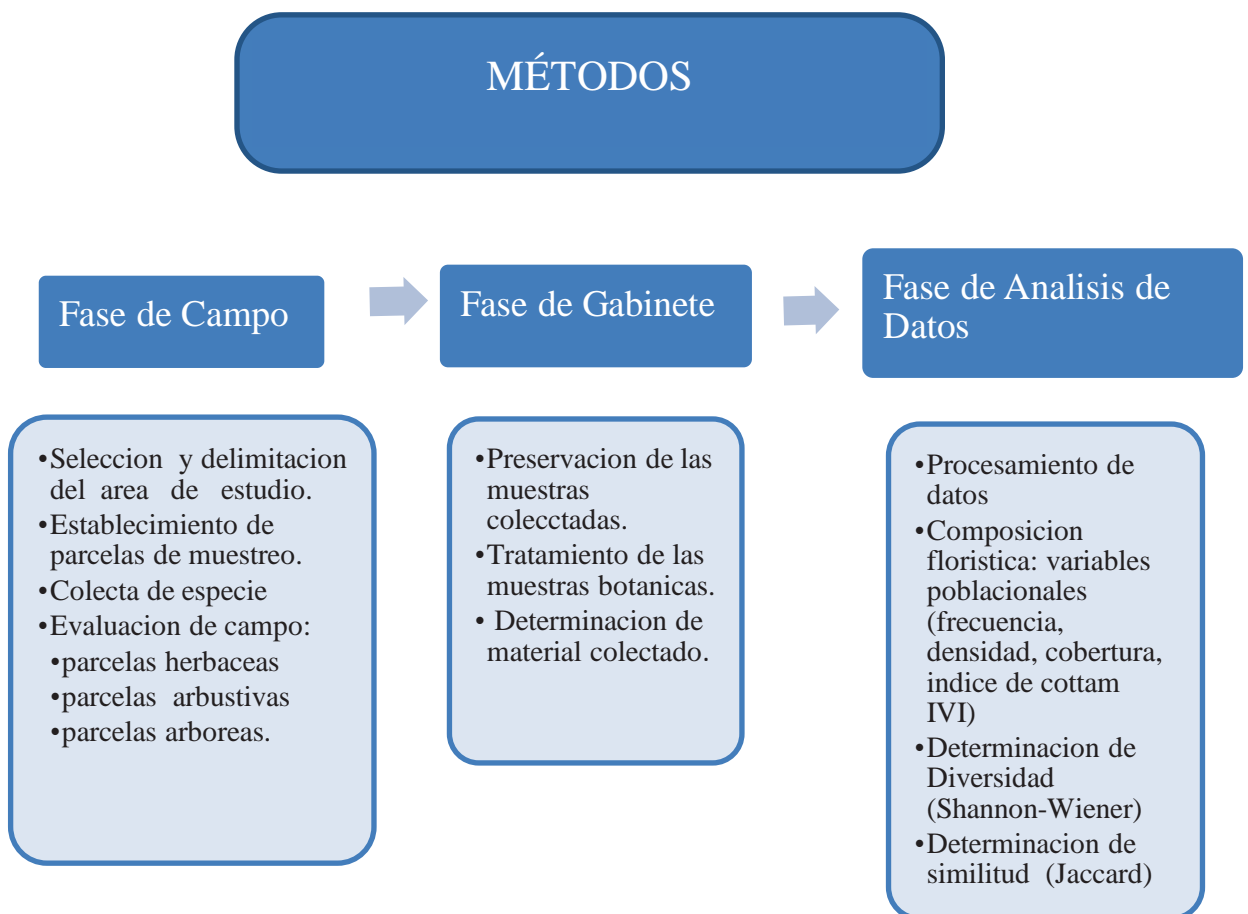 MÉTODOS
Fase de Campo
•Seleccion y delimitacion
del area de estudio.
•Establecimiento de
parcelas de muestreo.
•Colecta de especie
•Evaluacion de campo:
•parcelas herbaceas
•parcelas arbustivas
•parcelas arboreas.
Fase de Gabinete
•Preservacion de las
muestras
colecctadas.
•Tratamiento de las
muestras botanicas.
• Determinacion de
material colectado.
Fase de Analisis de
Datos
•Procesamiento de
datos
•Composicion
floristica: variables
poblacionales
(frecuencia,
densidad, cobertura,
indice de cottam
IVI)
•Determinacion de
Diversidad
(Shannon-Wiener)
•Determinacion de
similitud (Jaccard)